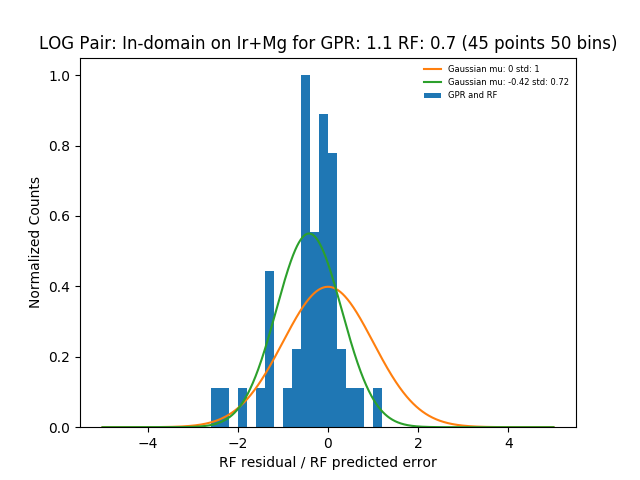 LOG Pair: In-domain on Ir+Mg for GPR: 1.1 RF: 0.7 (45 points 50 bins)
Gaussian mu: 0 std: 1
Gaussian mu: -0.42 std: 0.72
GPR and RF
Normalized Counts
1.0
0.8
0.6
0.4
0.2
0.0
−4
−2
0
2
4
RF residual / RF predicted error